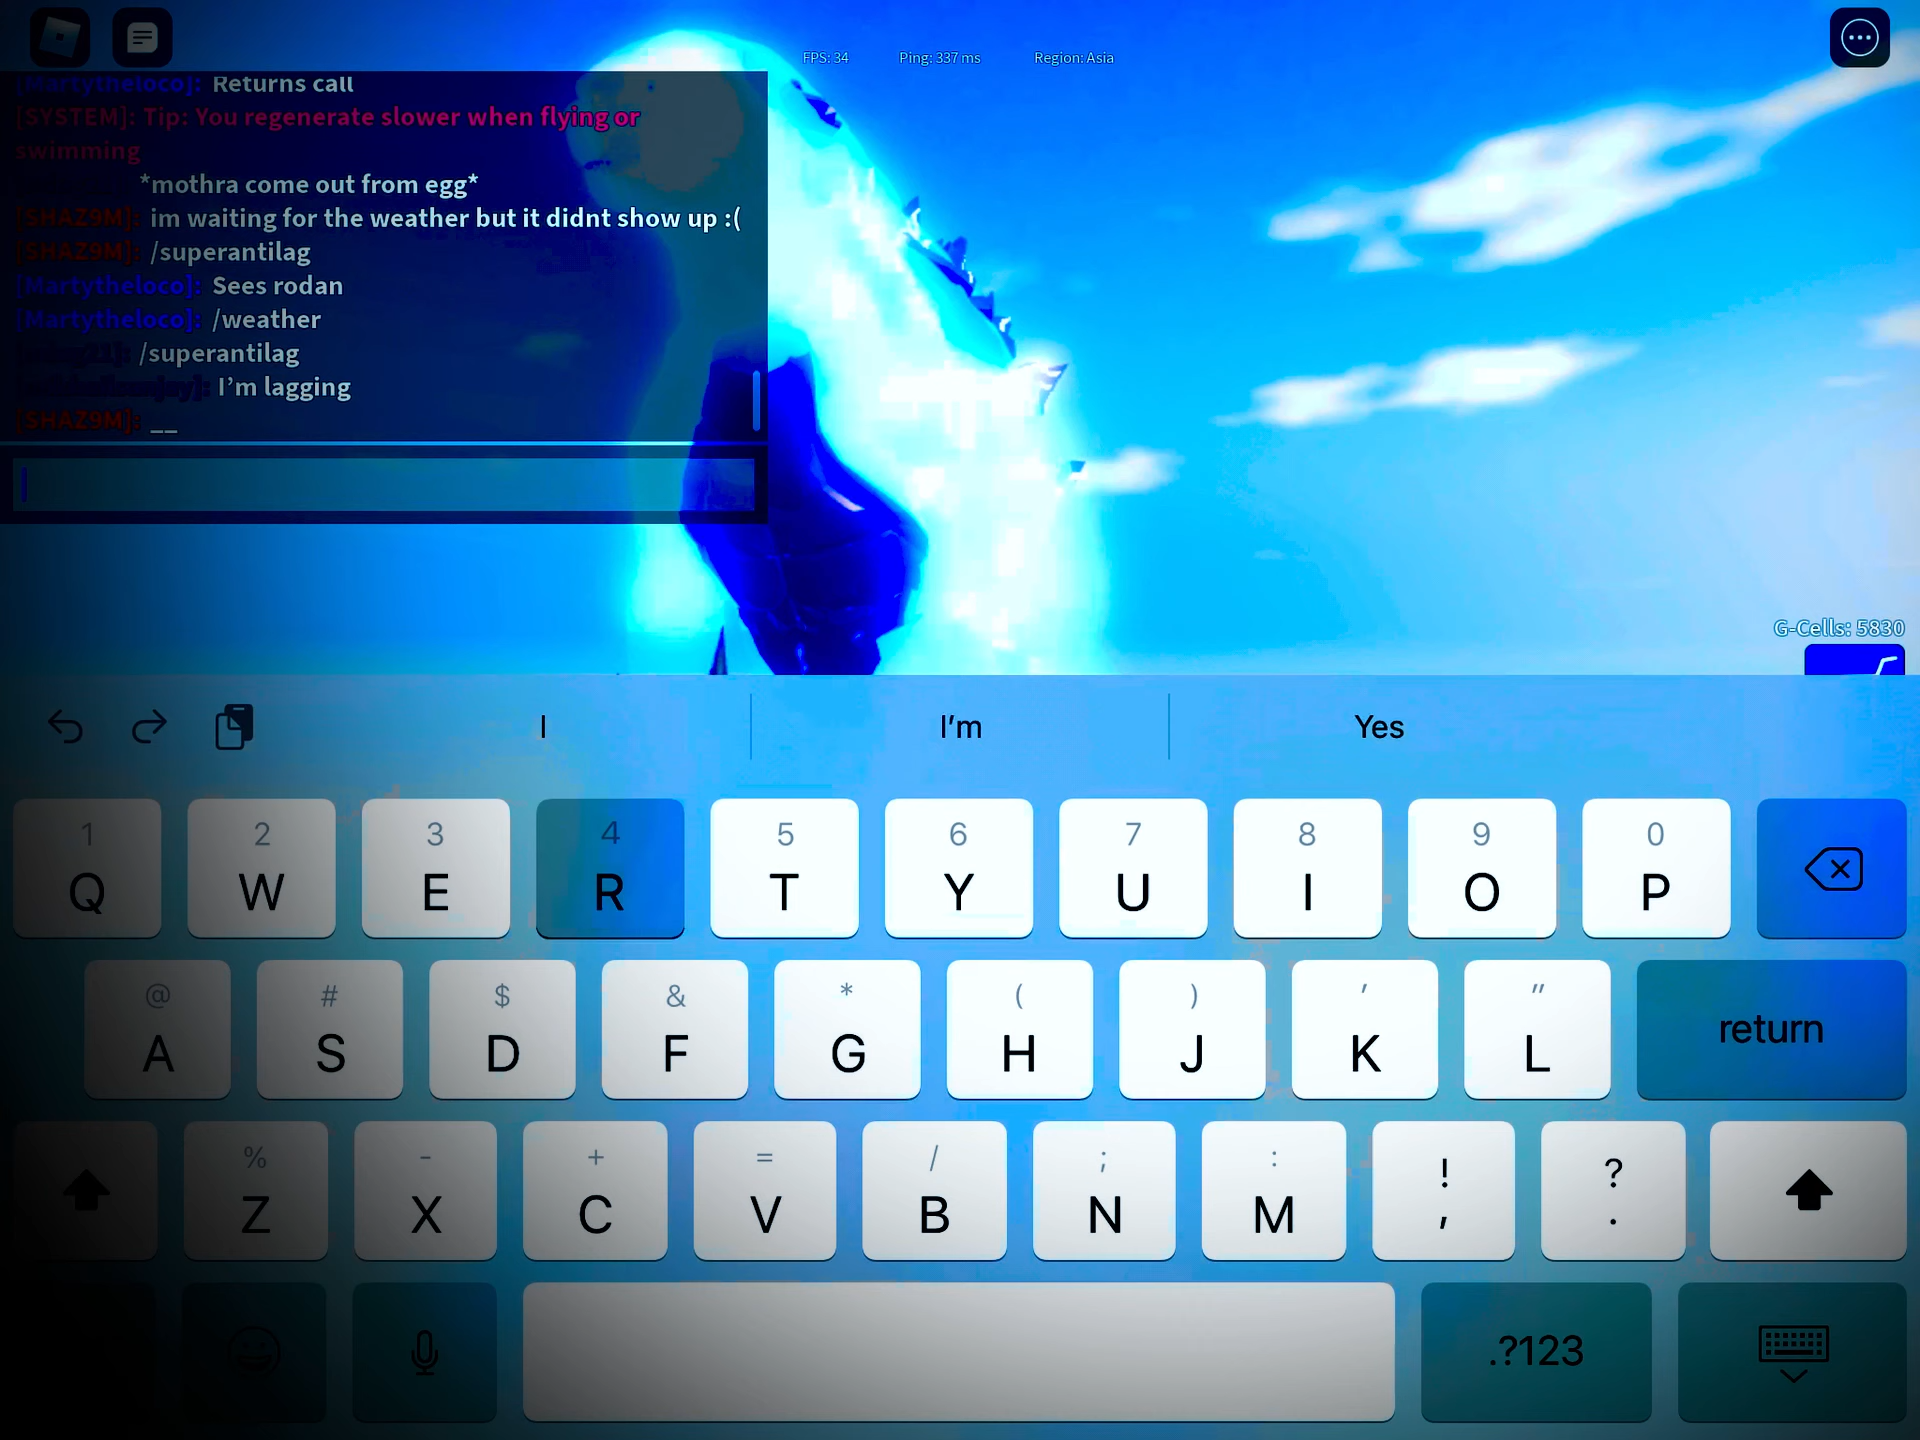 FPS: 34 Ping: 337 ms Region: Asia
[Martytheloco]: Returns call
[SYSTEM]: Tip: You regenerate slower when flying or
swimming
*mothra come out from egg*
[SHAZ9M]: im waiting for the weather but it didnt show up :(
[SHAZ9M]: /superantilag
[Martytheloco]: Sees rodan
[Martytheloco]: /weather
/superantilag
I'm lagging
[SHAZ9M]: __
G-Cells: 5830
I I'm Yes
1 2 3 4 5 6 7 8 9 0
Q W E R T Y U I O P
@ # $ & * ( ) ' "
A S D F G H J K L return
% - + = / ; : ! ?
Z X C V B N M , .
.?123